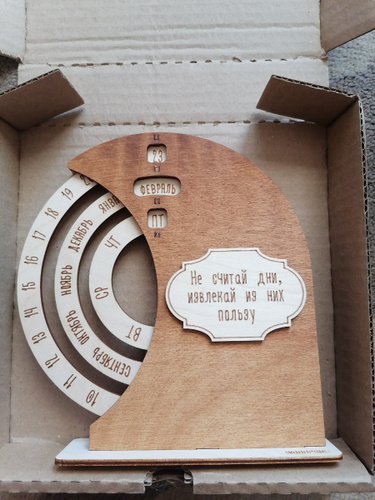 23
ФЕВРАЛЬ
ПТ
Не считай дни,
извлекай из них
пользу
19
18
17
16
15
14
13
12
11
10
ЯНВА
ДЕКАБРЬ
НОЯБРЬ
ОКТЯБРЬ
СЕНТЯБРЬ
ЧТ
СР
ВТ